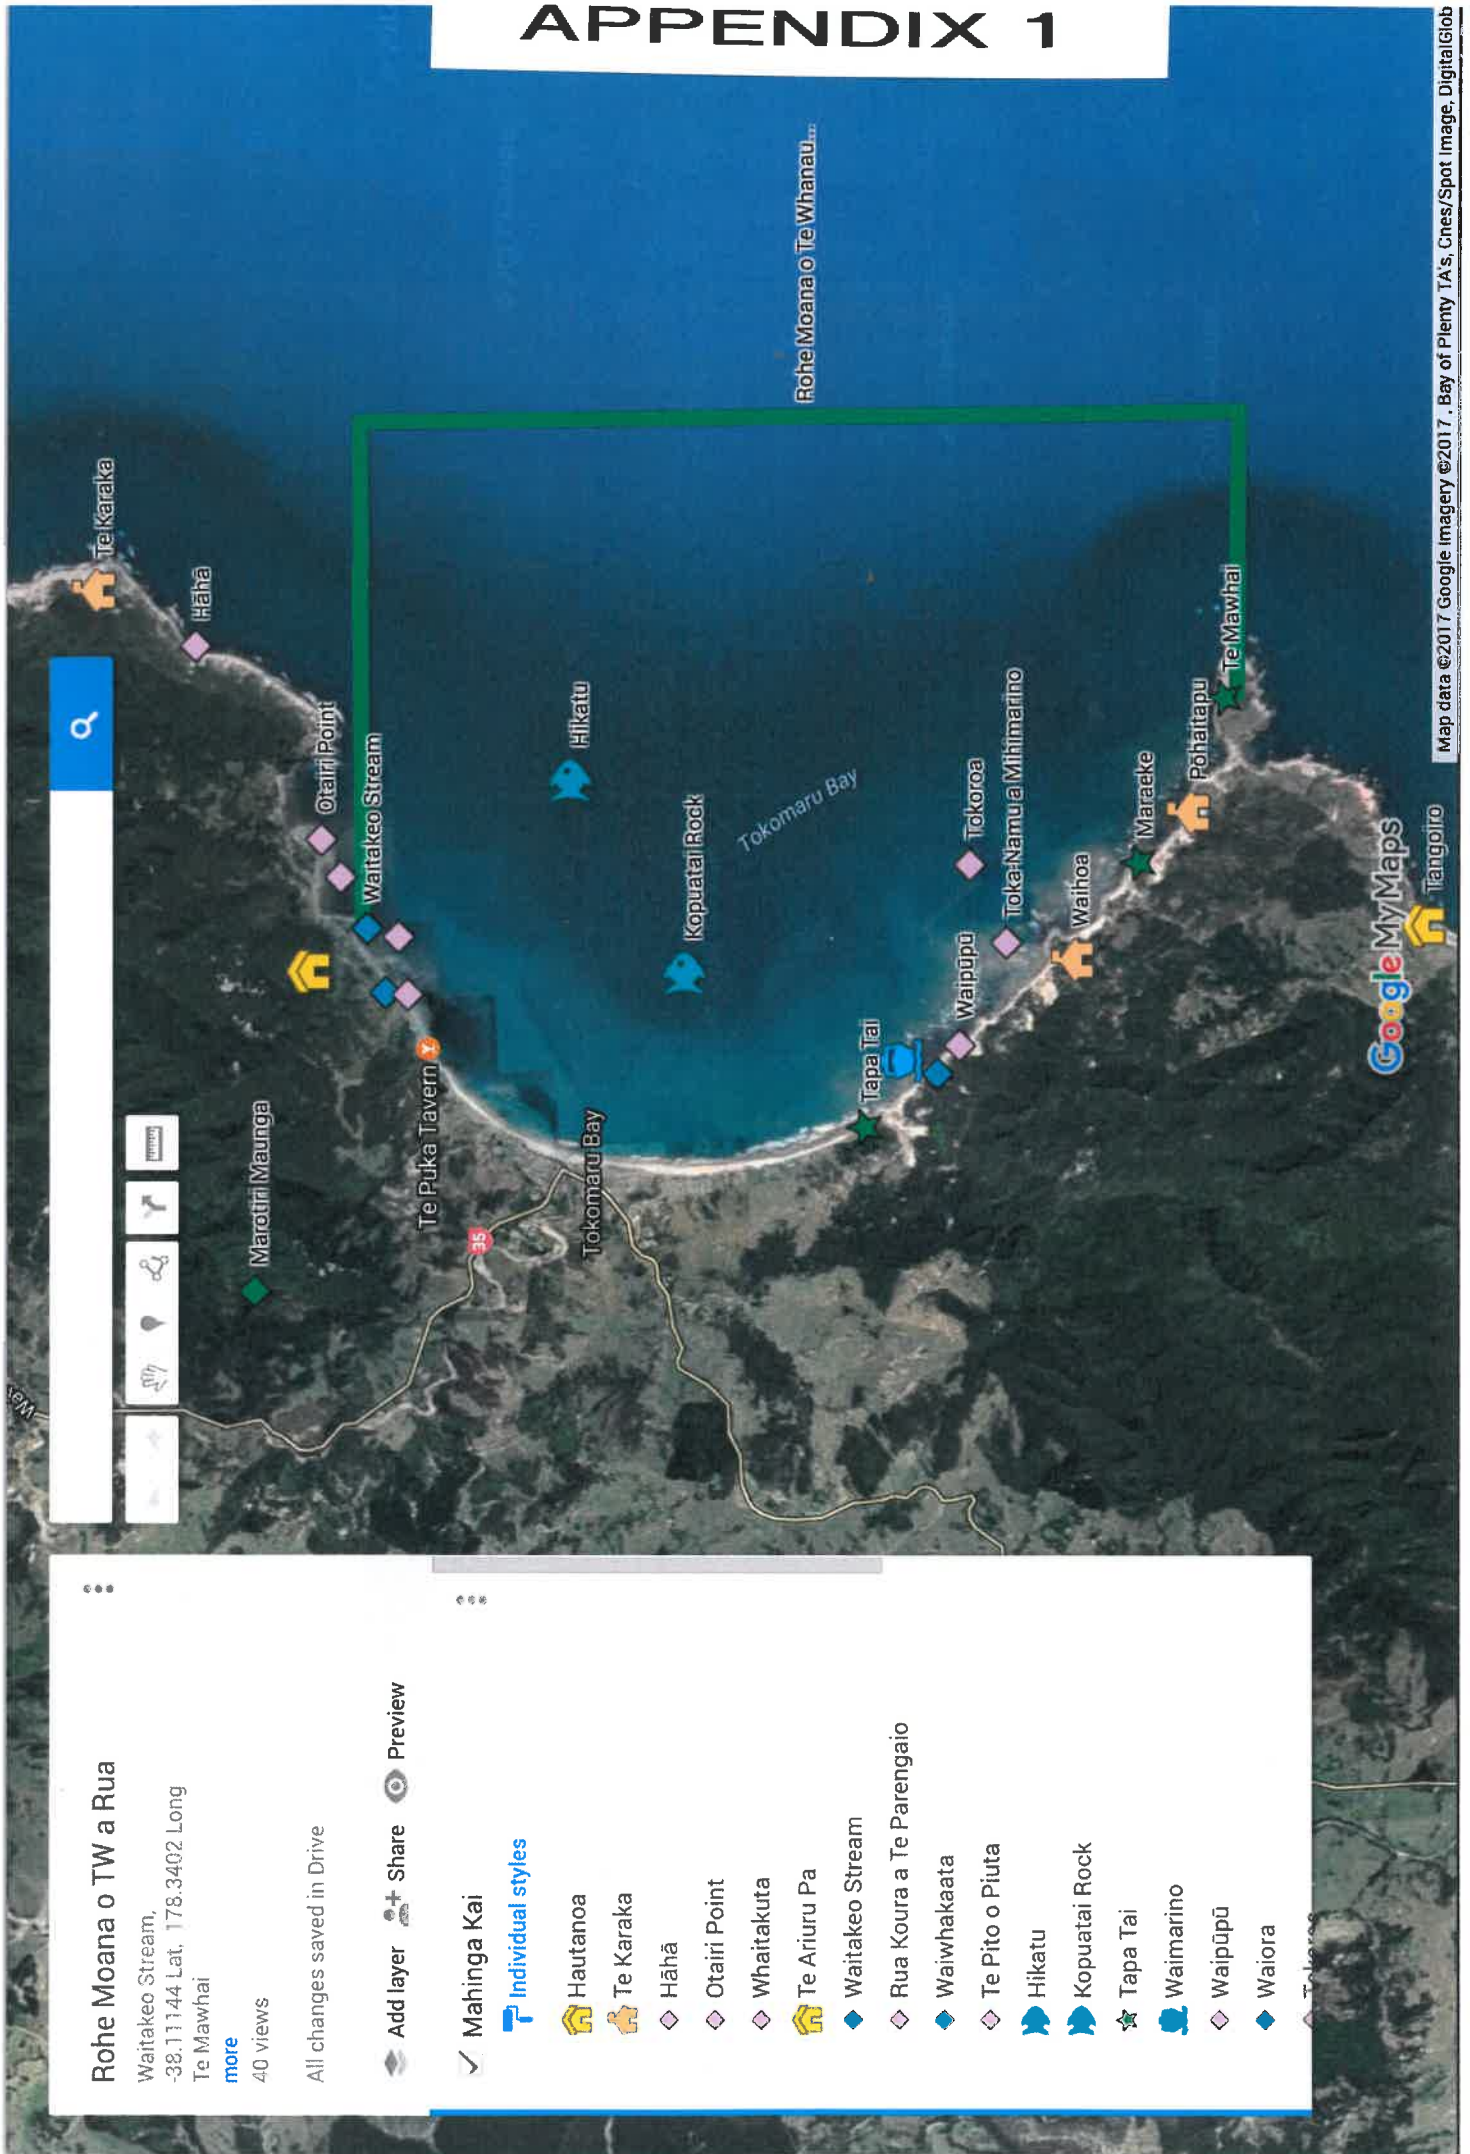 APPENDIX 1
Rohe Moana o TW a Rua
Waitakeo Stream,
-38.11144 Lat, 178.3402 Long
Te Mawhai
more
40 views
All changes saved in Drive
Add layer
Share
Preview
Mahinga Kai
Individual styles
Hautanoa
Te Karaka
Hāhā
Otairi Point
Whaitakuta
Te Ariuru Pa
Waitakeo Stream
Rua Koura a Te Parengaio
Waiwhakaata
Te Pito o Piuta
Hikatu
Kopuatai Rock
Tapa Tai
Waimarino
Waipūpū
Waiora
Te Karaka
Hāhā
Otairi Point
Waitakeo Stream
Marotiri Maunga
Te Puka Tavern
35
Tokomaru Bay
Hikatu
Kopuatai Rock
Tokomaru Bay
Rohe Moana o Te Whanau...
Tapa Tai
Waipūpū
Tokoroa
Toka-Namu a Mihimarino
Waihoa
Maraeke
Pohaitapu
Te Mawhai
Tangoiro
Google My Maps
Map data ©2017 Google Imagery ©2017 , Bay of Plenty TA's, Cnes/Spot Image, DigitalGlob